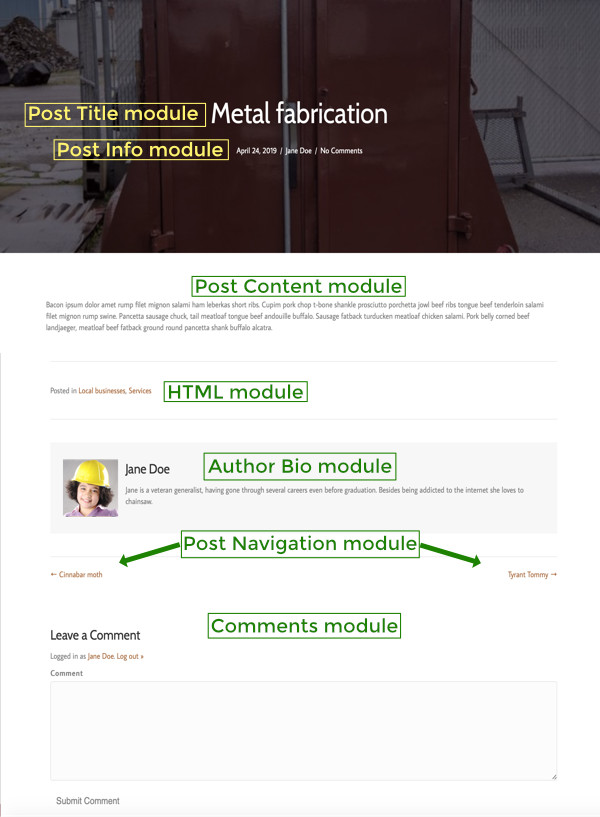 Post Title module Metal fabrication
Post Info module April 24, 2019 / Jane Doe / No Comments
Post Content module
Bacon ipsum dolor amet rump filet mignon salami ham leberkas short ribs. Cupim pork chop t-bone shankle prosciutto porchetta jowl beef ribs tongue beef tenderloin salami
filet mignon rump swine. Pancetta sausage chuck, tail meatloaf tongue beef andouille buffalo. Sausage fatback turducken meatloaf chicken salami. Pork belly corned beef
landjaeger, meatloaf beef fatback ground round pancetta shank buffalo alcatra.
Posted in Local businesses, Services HTML module
Author Bio module
Jane Doe
Jane is a veteran generalist, having gone through several careers even before graduation. Besides being addicted to the internet she loves to
chainsaw.
Post Navigation module
← Cinnabar moth Tyrant Tommy →
Comments module
Leave a Comment
Logged in as Jane Doe. Log out »
Comment
Submit Comment